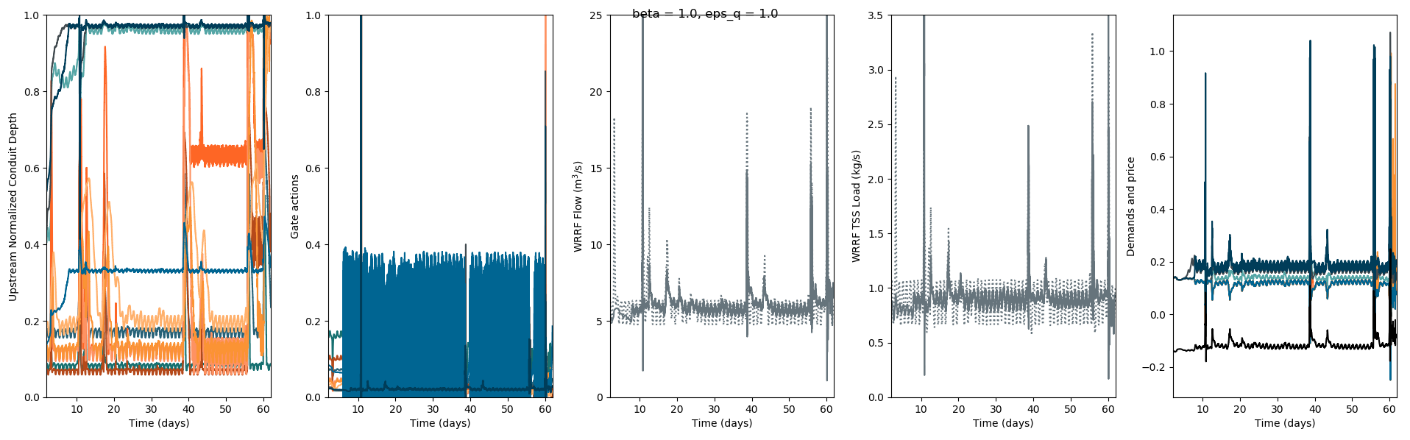 beta = 1.0, eps_q = 1.0
Upstream Normalized Conduit Depth
1.0
0.8
0.6
0.4
0.2
0.0
10 20 30 40 50 60
Time (days)
Gate actions
1.0
0.8
0.6
0.4
0.2
0.0
10 20 30 40 50 60
Time (days)
WRRF Flow (m³/s)
25
20
15
10
5
0
10 20 30 40 50 60
Time (days)
WRRF TSS Load (kg/s)
3.5
3.0
2.5
2.0
1.5
1.0
0.5
0.0
10 20 30 40 50 60
Time (days)
Demands and price
1.0
0.8
0.6
0.4
0.2
0.0
−0.2
10 20 30 40 50 60
Time (days)